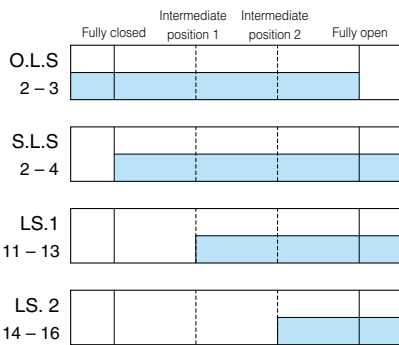 Intermediate Intermediate
Fully closed position 1 position 2 Fully open
O.L.S
2 – 3
S.L.S
2 – 4
LS.1
11 – 13
LS. 2
14 – 16